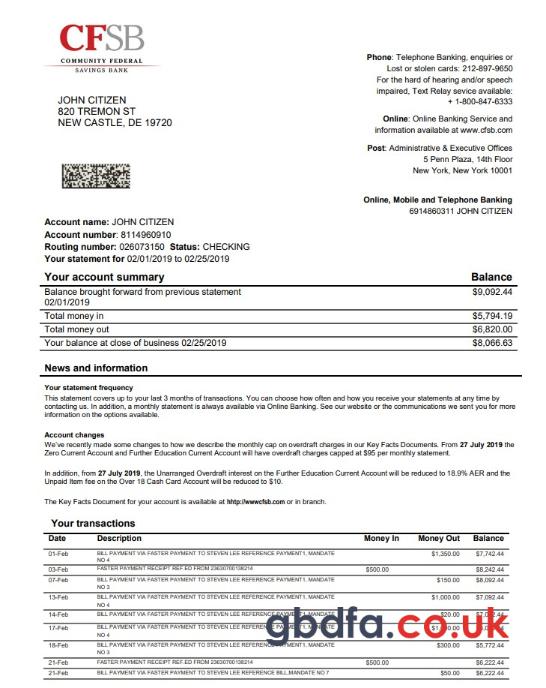 CFSB
COMMUNITY FEDERAL
SAVINGS BANK
Phone: Telephone Banking, enquiries or
Lost or stolen cards: 212-897-9650
For the hard of hearing and/or speech
impaired, Text Relay service available:
+ 1-800-847-6333
Online: Online Banking Service and
information available at www.cfsb.com
Post: Administrative & Executive Offices
5 Penn Plaza, 14th Floor
New York, New York 10001
Online, Mobile and Telephone Banking
6914860311 JOHN CITIZEN
JOHN CITIZEN
820 TREMON ST
NEW CASTLE, DE 19720
Account name: JOHN CITIZEN
Account number: 8114960910
Routing number: 026073150 Status: CHECKING
Your statement for 02/01/2019 to 02/25/2019
Your account summary Balance
Balance brought forward from previous statement
02/01/2019 $9,092.44
Total money in $5,794.19
Total money out $6,820.00
Your balance at close of business 02/25/2019 $8,066.63
News and information
Your statement frequency
This statement covers up to your last 3 months of transactions. You can choose how often and how you receive your statements at any time by
contacting us. In addition, a monthly statement is always available via Online Banking. See our website or the communications we sent you for more
information on the options available.
Account changes
We've recently made some changes to how we describe the monthly cap on overdraft charges in our Key Facts Documents. From 27 July 2019 the
Zero Current Account and Further Education Current Account will have overdraft charges capped at $95 per monthly statement.
In addition, from 27 July 2019, the Unarranged Overdraft interest on the Further Education Current Account will be reduced to 18.9% AER and the
Unpaid Item fee on the Over 18 Cash Card Account will be reduced to $10.
The Key Facts Document for your account is available at http://wwwcfsb.com or in branch.
Your transactions
Date Description Money In Money Out Balance
01-Feb BILL PAYMENT VIA FASTER PAYMENT TO STEVEN LEE REFERENCE PAYMENT1, MANDATE $1,350.00 $7,742.44
NO 4
03-Feb FASTER PAYMENT RECEIPT REF.ED FROM 23630700138214 $500.00 $8,242.44
07-Feb BILL PAYMENT VIA FASTER PAYMENT TO STEVEN LEE REFERENCE PAYMENT1, MANDATE $150.00 $8,092.44
NO 3
13-Feb BILL PAYMENT VIA FASTER PAYMENT TO STEVEN LEE REFERENCE PAYMENT1, MANDATE $1,000.00 $7,092.44
NO 4
14-Feb BILL PAYMENT VIA FASTER PAYMENT TO STEVEN LEE REFERENCE PAYMENT1, MANDATE $20.00
NO 3
17-Feb BILL PAYMENT VIA FASTER PAYMENT TO STEVEN LEE REFERENCE MANDATE
NO 4
18-Feb BILL PAYMENT VIA FASTER PAYMENT TO STEVEN LEE REFERENCE PAYMENT1, MANDATE $300.00 $5,772.44
NO 4
21-Feb FASTER PAYMENT RECEIPT REF.ED FROM 23630700138214 $500.00 $6,222.44
21-Feb BILL PAYMENT VIA FASTER PAYMENT TO STEVEN LEE REFERENCE BILL,MANDATE NO 7 $50.00 $6,222.44
gbdfa.co.uk